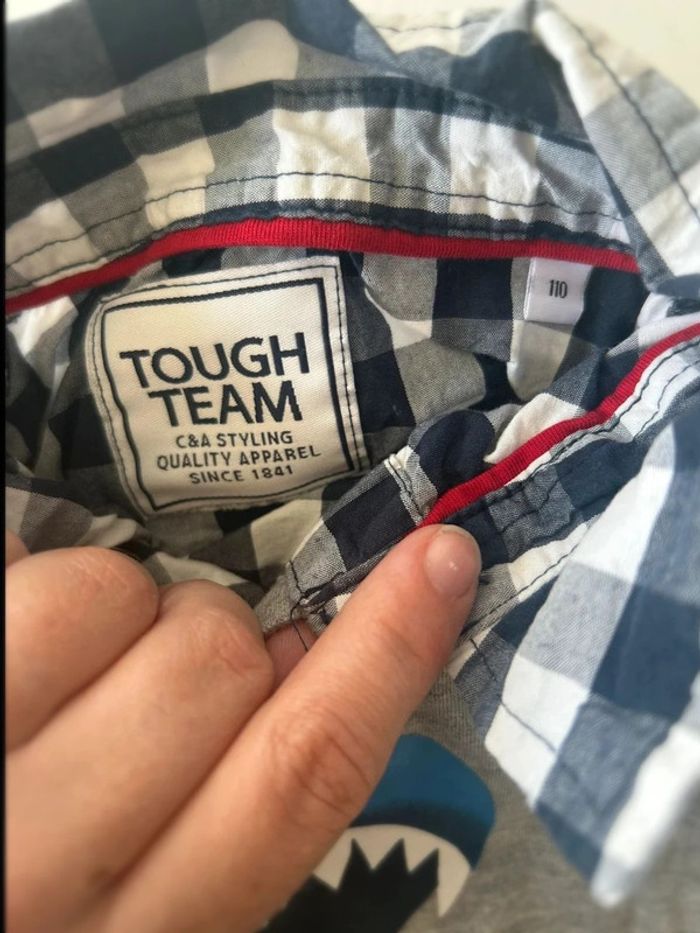 TOUGH
TEAM
C&A STYLING
QUALITY APPAREL
SINCE 1841
110